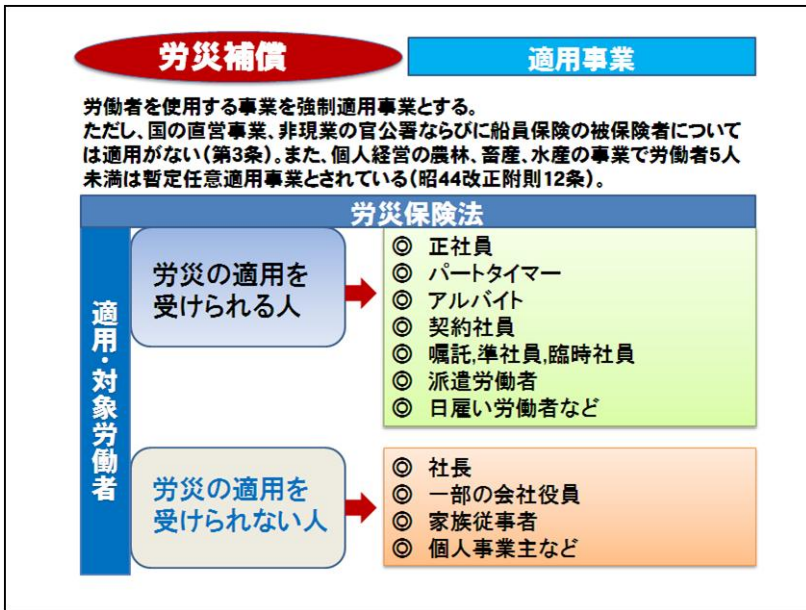 労災補償
適用事業
労働者を使用する事業を強制適用事業とする。
ただし、国の直営事業、非現業の官公署ならびに船員保険の被保険者について
は適用がない(第3条)。また、個人経営の農林、畜産、水産の事業で労働者5人
未満は暫定任意適用事業とされている(昭44改正附則12条)。
労災保険法
適用・対象労働者
労災の適用を
受けられる人
◎ 正社員
◎ パートタイマー
◎ アルバイト
◎ 契約社員
◎ 嘱託,準社員,臨時社員
◎ 派遣労働者
◎ 日雇い労働者など
労災の適用を
受けられない人
◎ 社長
◎ 一部の会社役員
◎ 家族従事者
◎ 個人事業主など